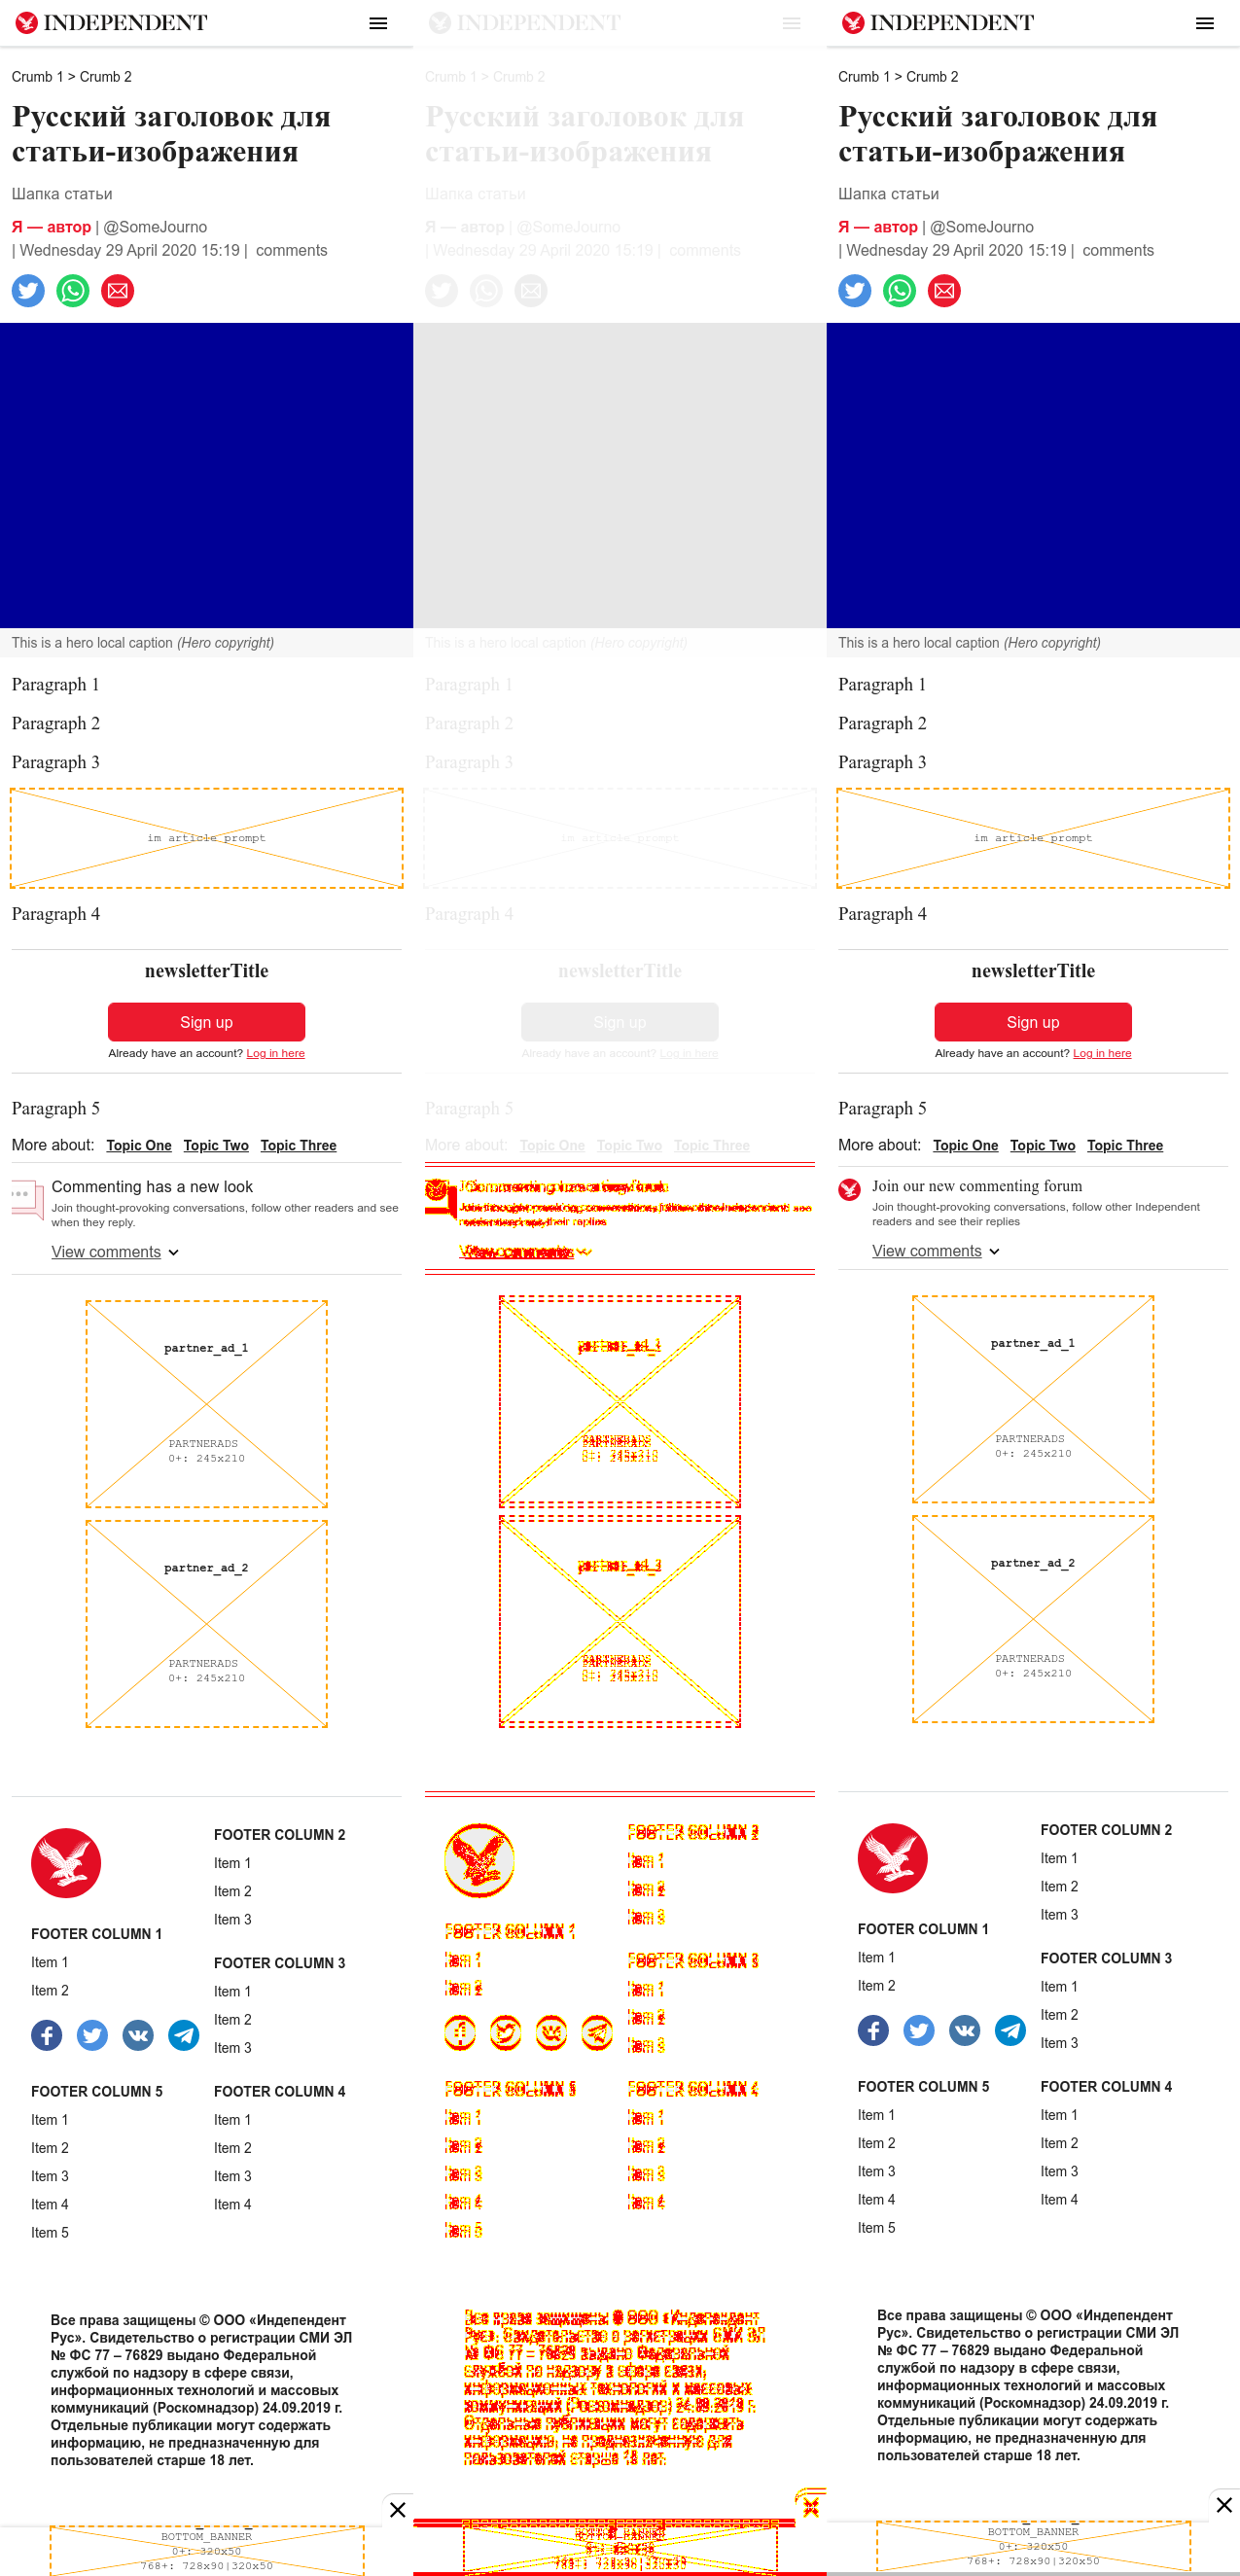 INDEPENDENT
Crumb 1 > Crumb 2
Русский заголовок для
статьи-изображения
Шапка статьи
Я — автор | @SomeJourno
| Wednesday 29 April 2020 15:19 | comments
This is a hero local caption (Hero copyright)
Paragraph 1
Paragraph 2
Paragraph 3
im article prompt
Paragraph 4
newsletterTitle
Sign up
Already have an account? Log in here
Paragraph 5
More about: Topic One Topic Two Topic Three
Commenting has a new look
Join thought-provoking conversations, follow other readers and see
when they reply.
View comments
partner_ad_1
PARTNERADS
0+: 245x210
partner_ad_2
PARTNERADS
0+: 245x210
FOOTER COLUMN 1
Item 1
Item 2
FOOTER COLUMN 2
Item 1
Item 2
Item 3
FOOTER COLUMN 3
Item 1
Item 2
Item 3
FOOTER COLUMN 5
Item 1
Item 2
Item 3
Item 4
Item 5
FOOTER COLUMN 4
Item 1
Item 2
Item 3
Item 4
Все права защищены © ООО «Индепендент
Рус». Свидетельство о регистрации СМИ ЭЛ
№ ФС 77 – 76829 выдано Федеральной
службой по надзору в сфере связи,
информационных технологий и массовых
коммуникаций (Роскомнадзор) 24.09.2019 г.
Отдельные публикации могут содержать
информацию, не предназначенную для
пользователей старше 18 лет.
BOTTOM_BANNER
0+: 320x50
768+: 728x90|320x50
INDEPENDENT
Crumb 1 > Crumb 2
Русский заголовок для
статьи-изображения
Шапка статьи
Я — автор | @SomeJourno
| Wednesday 29 April 2020 15:19 | comments
This is a hero local caption (Hero copyright)
Paragraph 1
Paragraph 2
Paragraph 3
im article prompt
Paragraph 4
newsletterTitle
Sign up
Already have an account? Log in here
Paragraph 5
More about: Topic One Topic Two Topic Three
INDEPENDENT
Crumb 1 > Crumb 2
Русский заголовок для
статьи-изображения
Шапка статьи
Я — автор | @SomeJourno
| Wednesday 29 April 2020 15:19 | comments
This is a hero local caption (Hero copyright)
Paragraph 1
Paragraph 2
Paragraph 3
im article prompt
Paragraph 4
newsletterTitle
Sign up
Already have an account? Log in here
Paragraph 5
More about: Topic One Topic Two Topic Three
Join our new commenting forum
Join thought-provoking conversations, follow other Independent
readers and see their replies
View comments
partner_ad_1
PARTNERADS
0+: 245x210
partner_ad_2
PARTNERADS
0+: 245x210
FOOTER COLUMN 1
Item 1
Item 2
FOOTER COLUMN 2
Item 1
Item 2
Item 3
FOOTER COLUMN 3
Item 1
Item 2
Item 3
FOOTER COLUMN 5
Item 1
Item 2
Item 3
Item 4
Item 5
FOOTER COLUMN 4
Item 1
Item 2
Item 3
Item 4
Все права защищены © ООО «Индепендент
Рус». Свидетельство о регистрации СМИ ЭЛ
№ ФС 77 – 76829 выдано Федеральной
службой по надзору в сфере связи,
информационных технологий и массовых
коммуникаций (Роскомнадзор) 24.09.2019 г.
Отдельные публикации могут содержать
информацию, не предназначенную для
пользователей старше 18 лет.
BOTTOM_BANNER
0+: 320x50
768+: 728x90|320x50